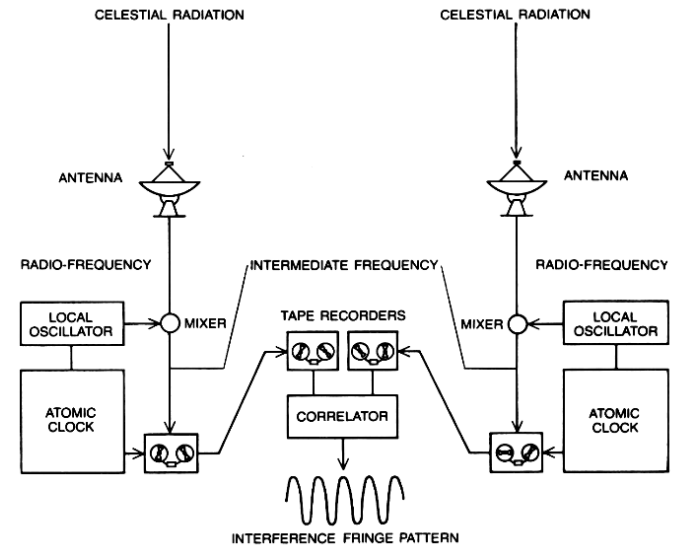 CELESTIAL RADIATION
CELESTIAL RADIATION
ANTENNA
ANTENNA
RADIO-FREQUENCY
INTERMEDIATE FREQUENCY
RADIO-FREQUENCY
LOCAL
OSCILLATOR
MIXER
TAPE RECORDERS
MIXER
LOCAL
OSCILLATOR
ATOMIC
CLOCK
CORRELATOR
ATOMIC
CLOCK
INTERFERENCE FRINGE PATTERN